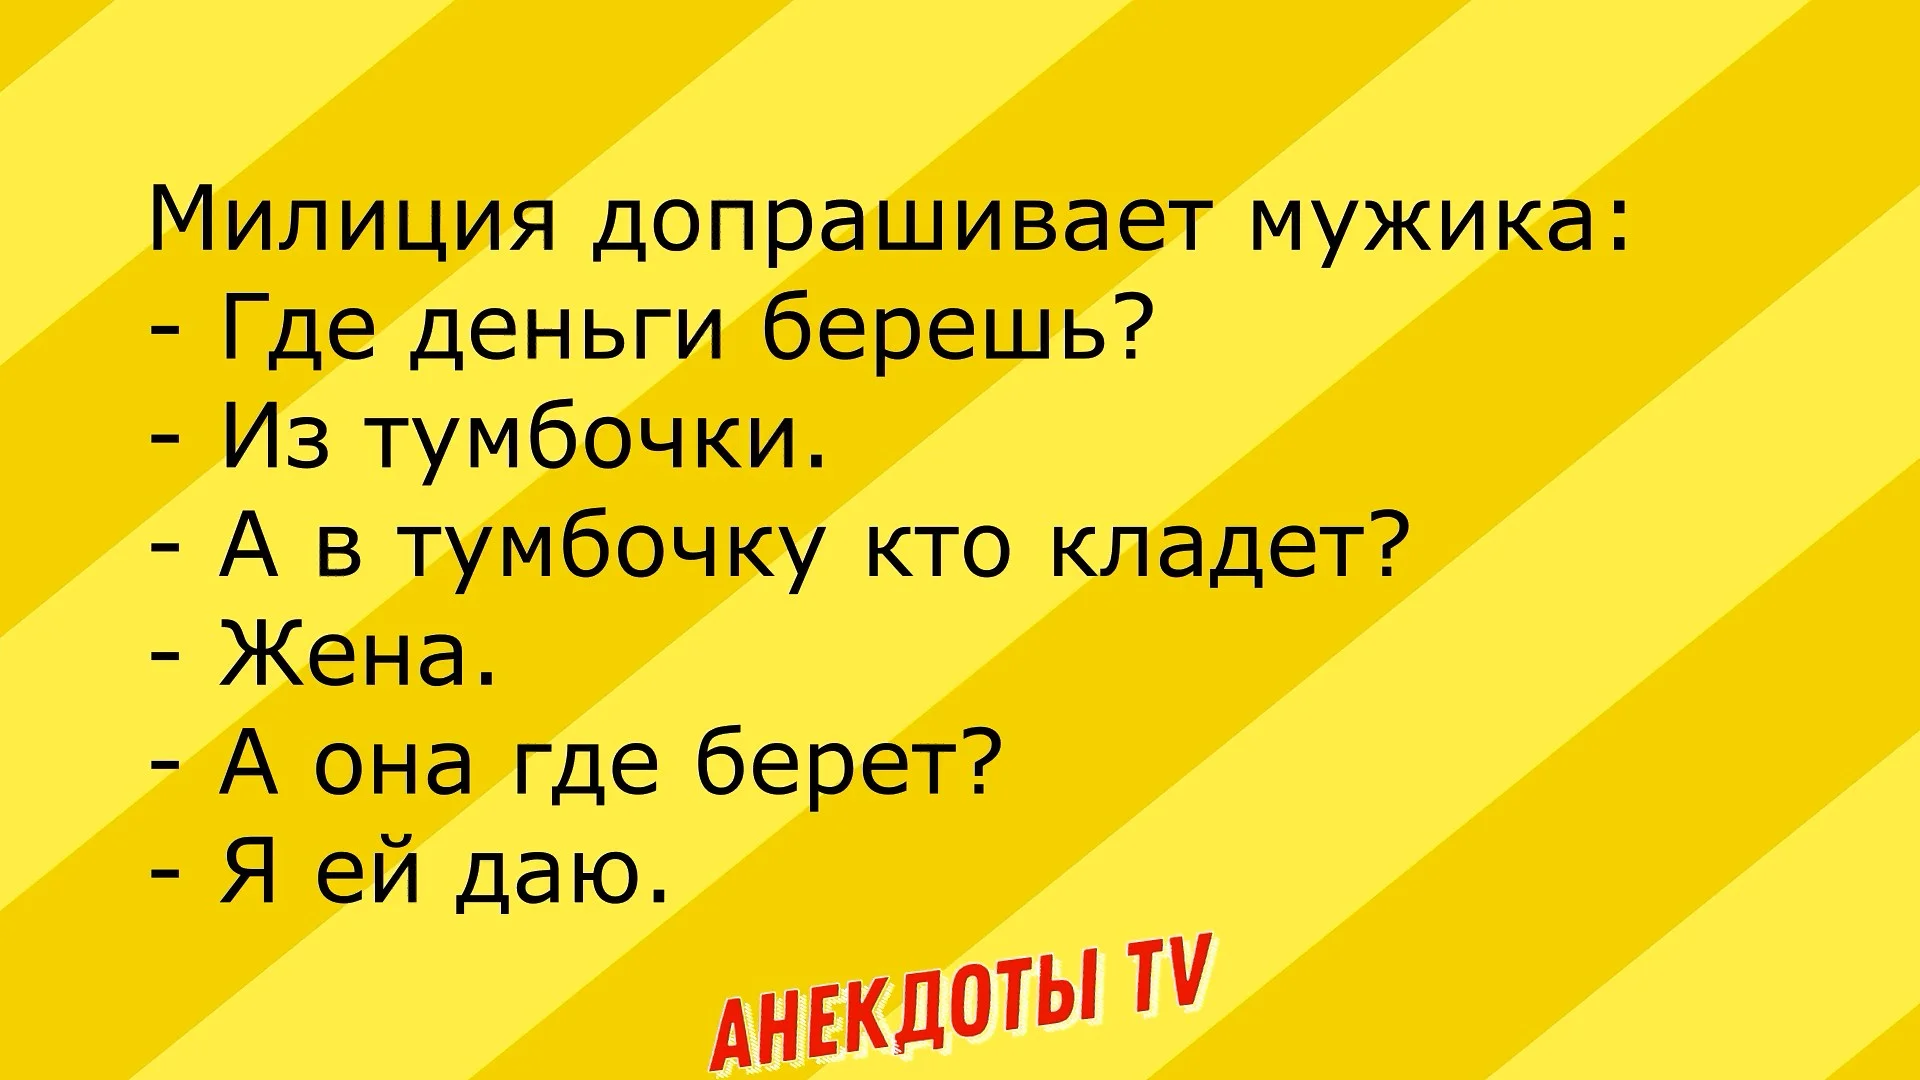 Милиция допрашивает мужика:
- Где деньги берешь?
- Из тумбочки.
- А в тумбочку кто кладет?
- Жена.
- А она где берет?
- Я ей даю.
АНЕКДОТЫ TV